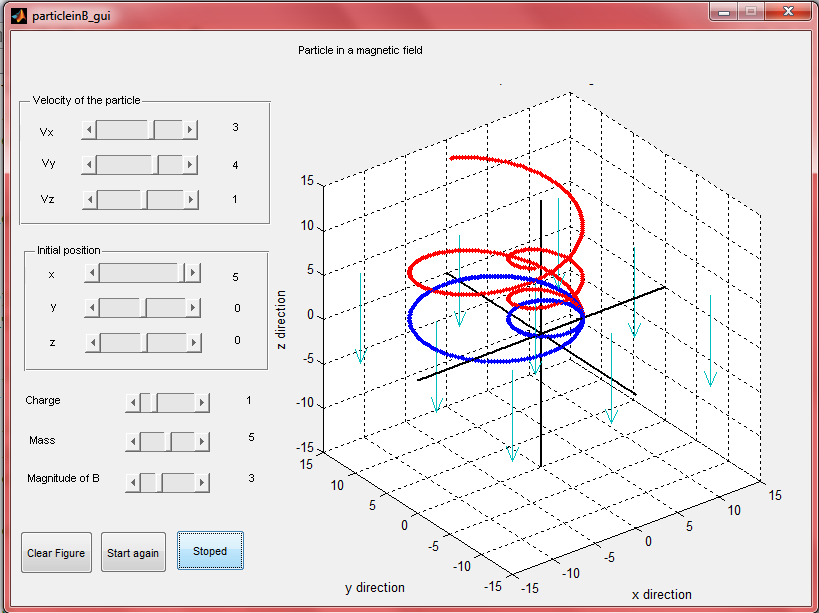 particleinB_gui
Particle in a magnetic field
Velocity of the particle
Vx 3
Vy 4
Vz 1
Initial position
x 5
y 0
z 0
Charge 1
Mass 5
Magnitude of B 3
Clear Figure Start again Stoped
z direction
15
10
5
0
-5
-10
-15
y direction
15
10
5
0
-5
-10
-15
x direction
-15
-10
-5
0
5
10
15